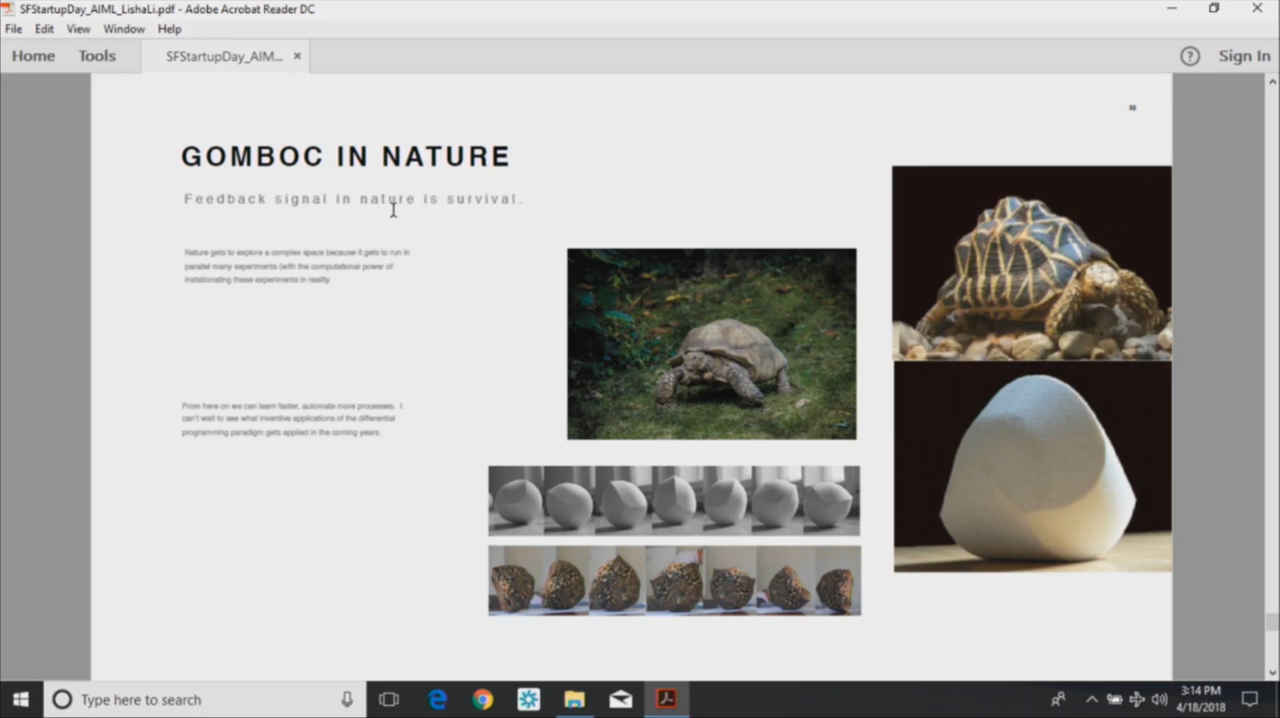 SFStartupDay_AIML_LishaLi.pdf - Adobe Acrobat Reader DC
File Edit View Window Help
Home Tools SFStartupDay_AIM... × ? Sign In
GOMBOC IN NATURE
Feedback signal in nature is survival.
Nature gets to explore a complex space because it gets to run in
parallel many experiments (with the computational power of
instationating these experiments in reality.
From here on we can learn faster, automate more processes. I
can't wait to see what inventive applications of the differential
programming paradigm gets applied in the coming years.
Type here to search
3:14 PM
4/18/2018